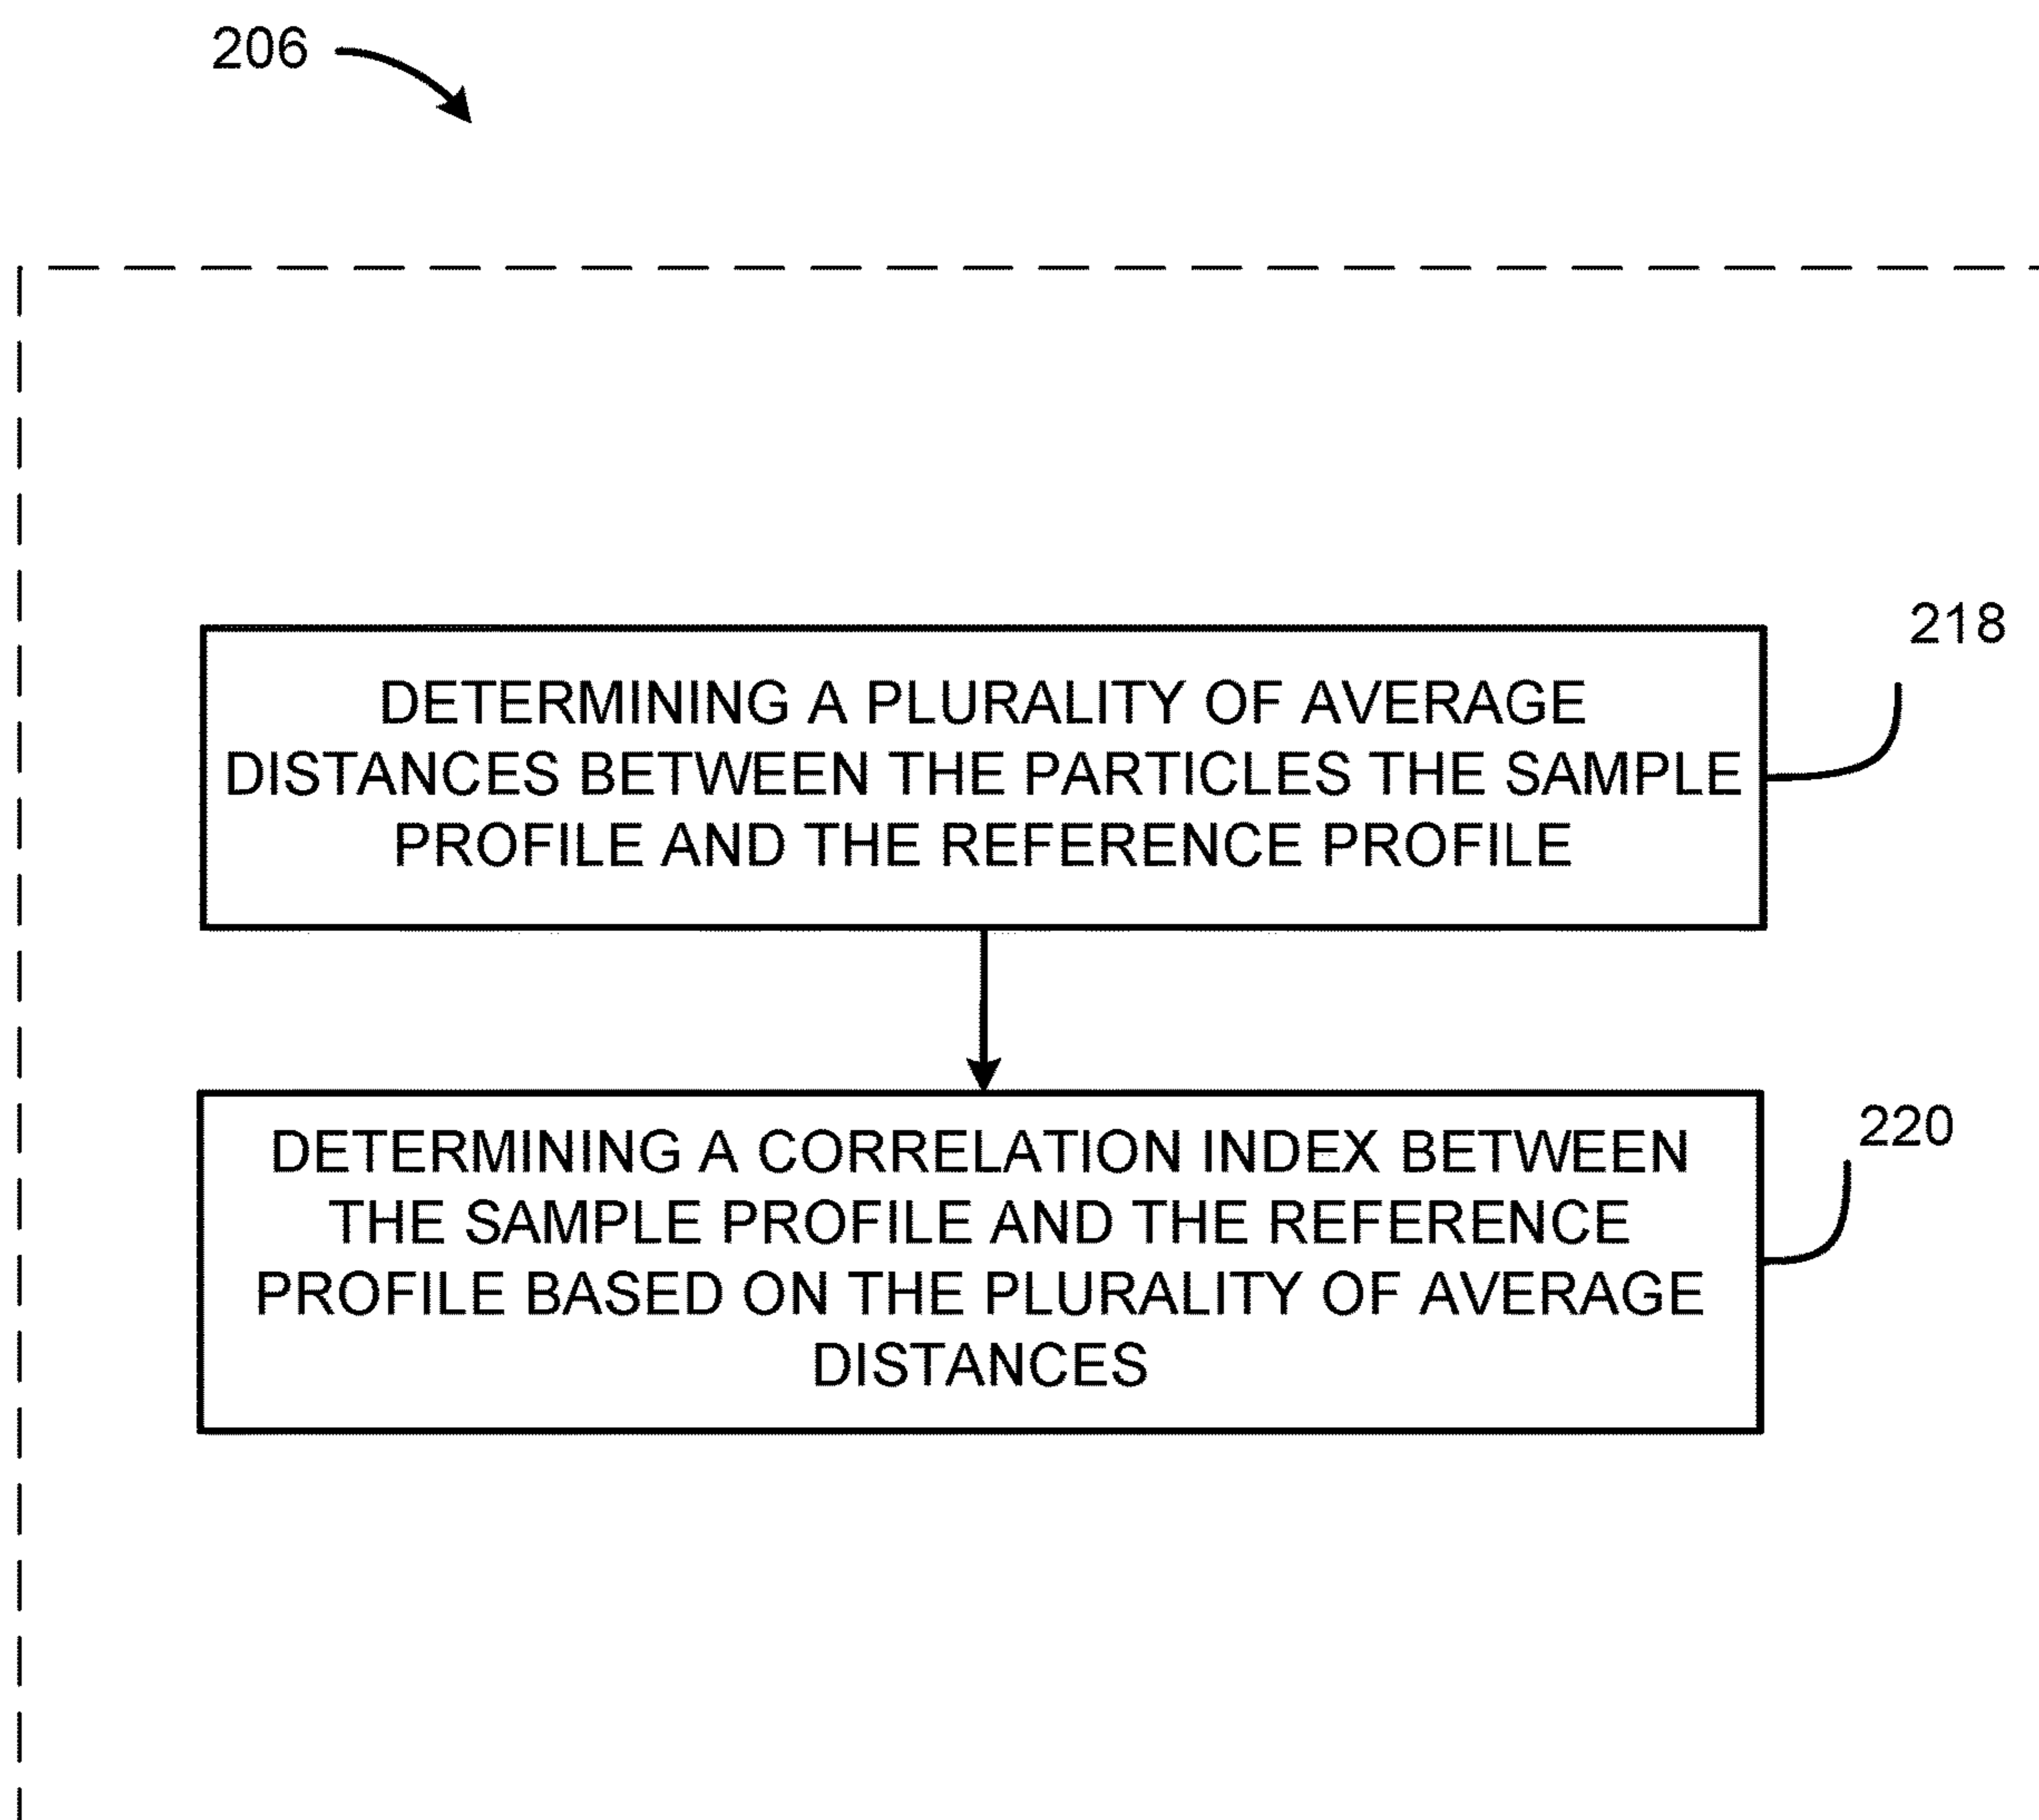 206
218
DETERMINING A PLURALITY OF AVERAGE
DISTANCES BETWEEN THE PARTICLES THE SAMPLE
PROFILE AND THE REFERENCE PROFILE
220
DETERMINING A CORRELATION INDEX BETWEEN
THE SAMPLE PROFILE AND THE REFERENCE
PROFILE BASED ON THE PLURALITY OF AVERAGE
DISTANCES